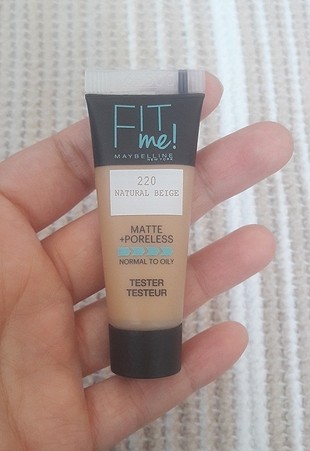 FIT
me!
MAYBELLINE
NEW YORK
220
NATURAL BEIGE
MATTE
+PORELESS
NORMAL TO OILY
TESTER
TESTEUR